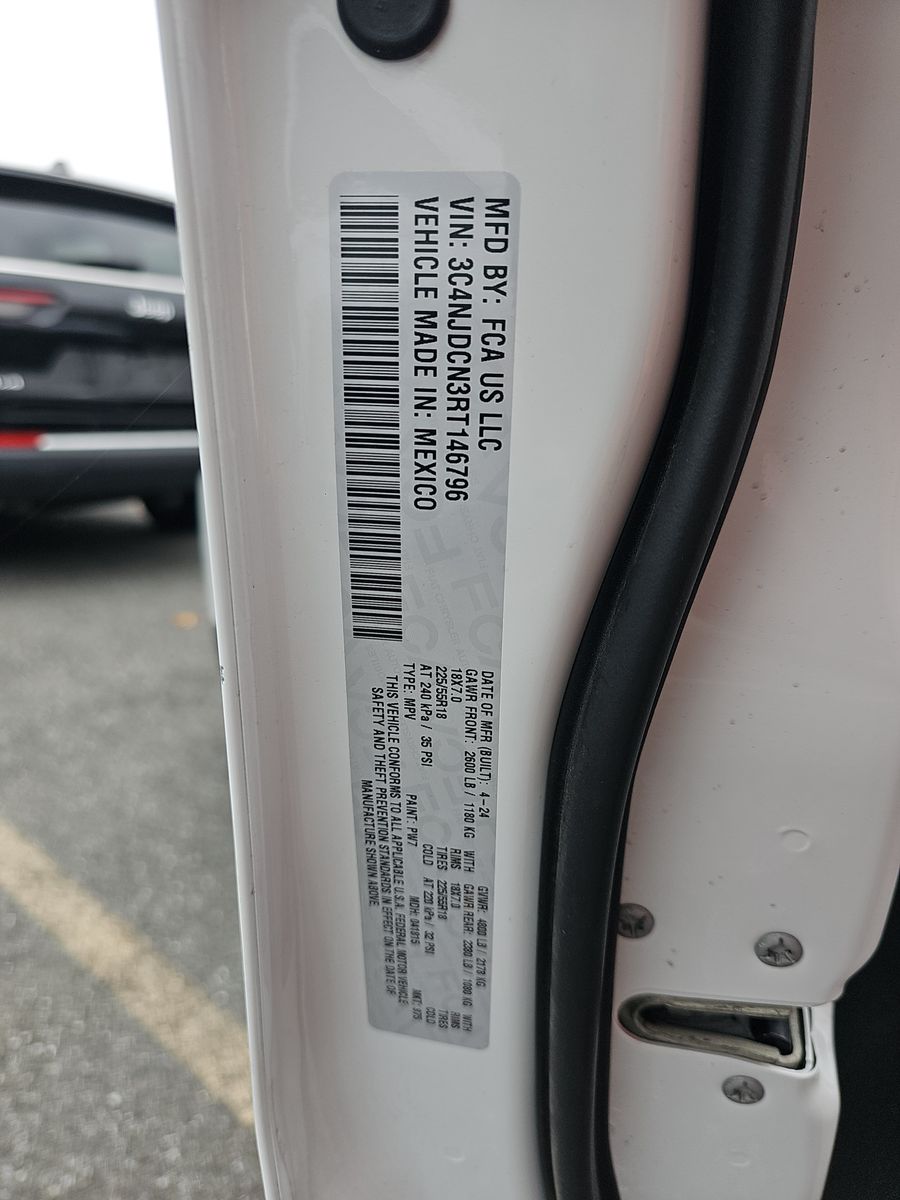 MFD BY: FCA US LLC
VIN: 3C4NJDCN3RT146796
VEHICLE MADE IN: MEXICO
DATE OF MFR (BUILT): 4-24 GVWR: 4800 LB / 2178 KG
GAWR FRONT: 2600 LB / 1180 KG WITH GAWR REAR: 2380 LB / 1080 KG WITH
18X7.0 RIMS 18X7.0 RIMS
225/55R18 TIRES 225/55R18 TIRES
AT 240 kPa / 35 PSI COLD AT 220 kPa / 32 PSI COLD
TYPE: MPV PAINT: PW7 MDH: 041815 MKT: 975
THIS VEHICLE CONFORMS TO ALL APPLICABLE U.S.A. FEDERAL MOTOR VEHICLE
SAFETY AND THEFT PREVENTION STANDARDS IN EFFECT ON THE DATE OF
MANUFACTURE SHOWN ABOVE.
Jeep